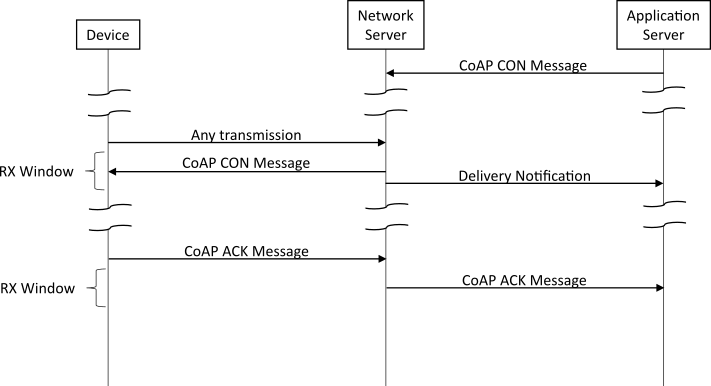 Device
Network
Server
Application
Server
CoAP CON Message
Any transmission
CoAP CON Message
RX Window
Delivery Notification
CoAP ACK Message
CoAP ACK Message
RX Window